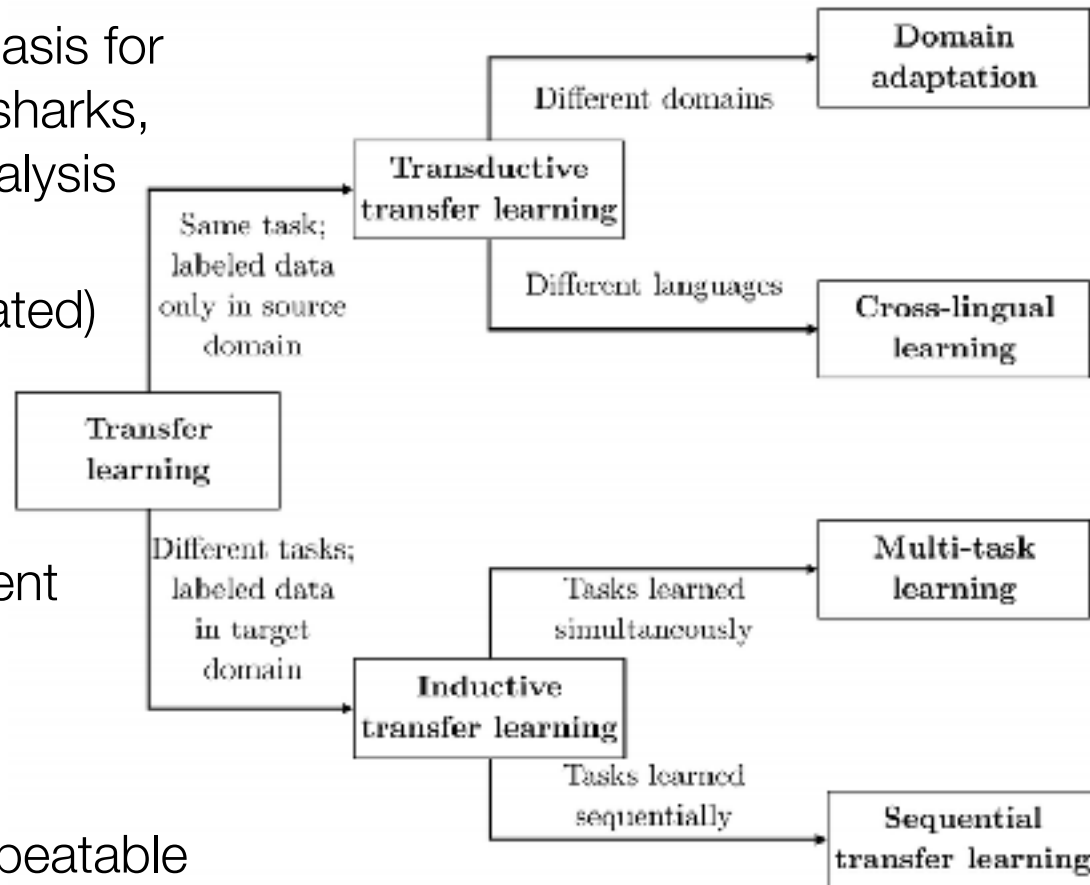 asis for
sharks,
alysis
ated)
ent
peatable
Transfer
learning
Same task;
labeled data
only in source
domain
Transductive
transfer learning
Different domains
Domain
adaptation
Different languages
Cross-lingual
learning
Different tasks;
labeled data
in target
domain
Inductive
transfer learning
Tasks learned
simultaneously
Multi-task
learning
Tasks learned
sequentially
Sequential
transfer learning